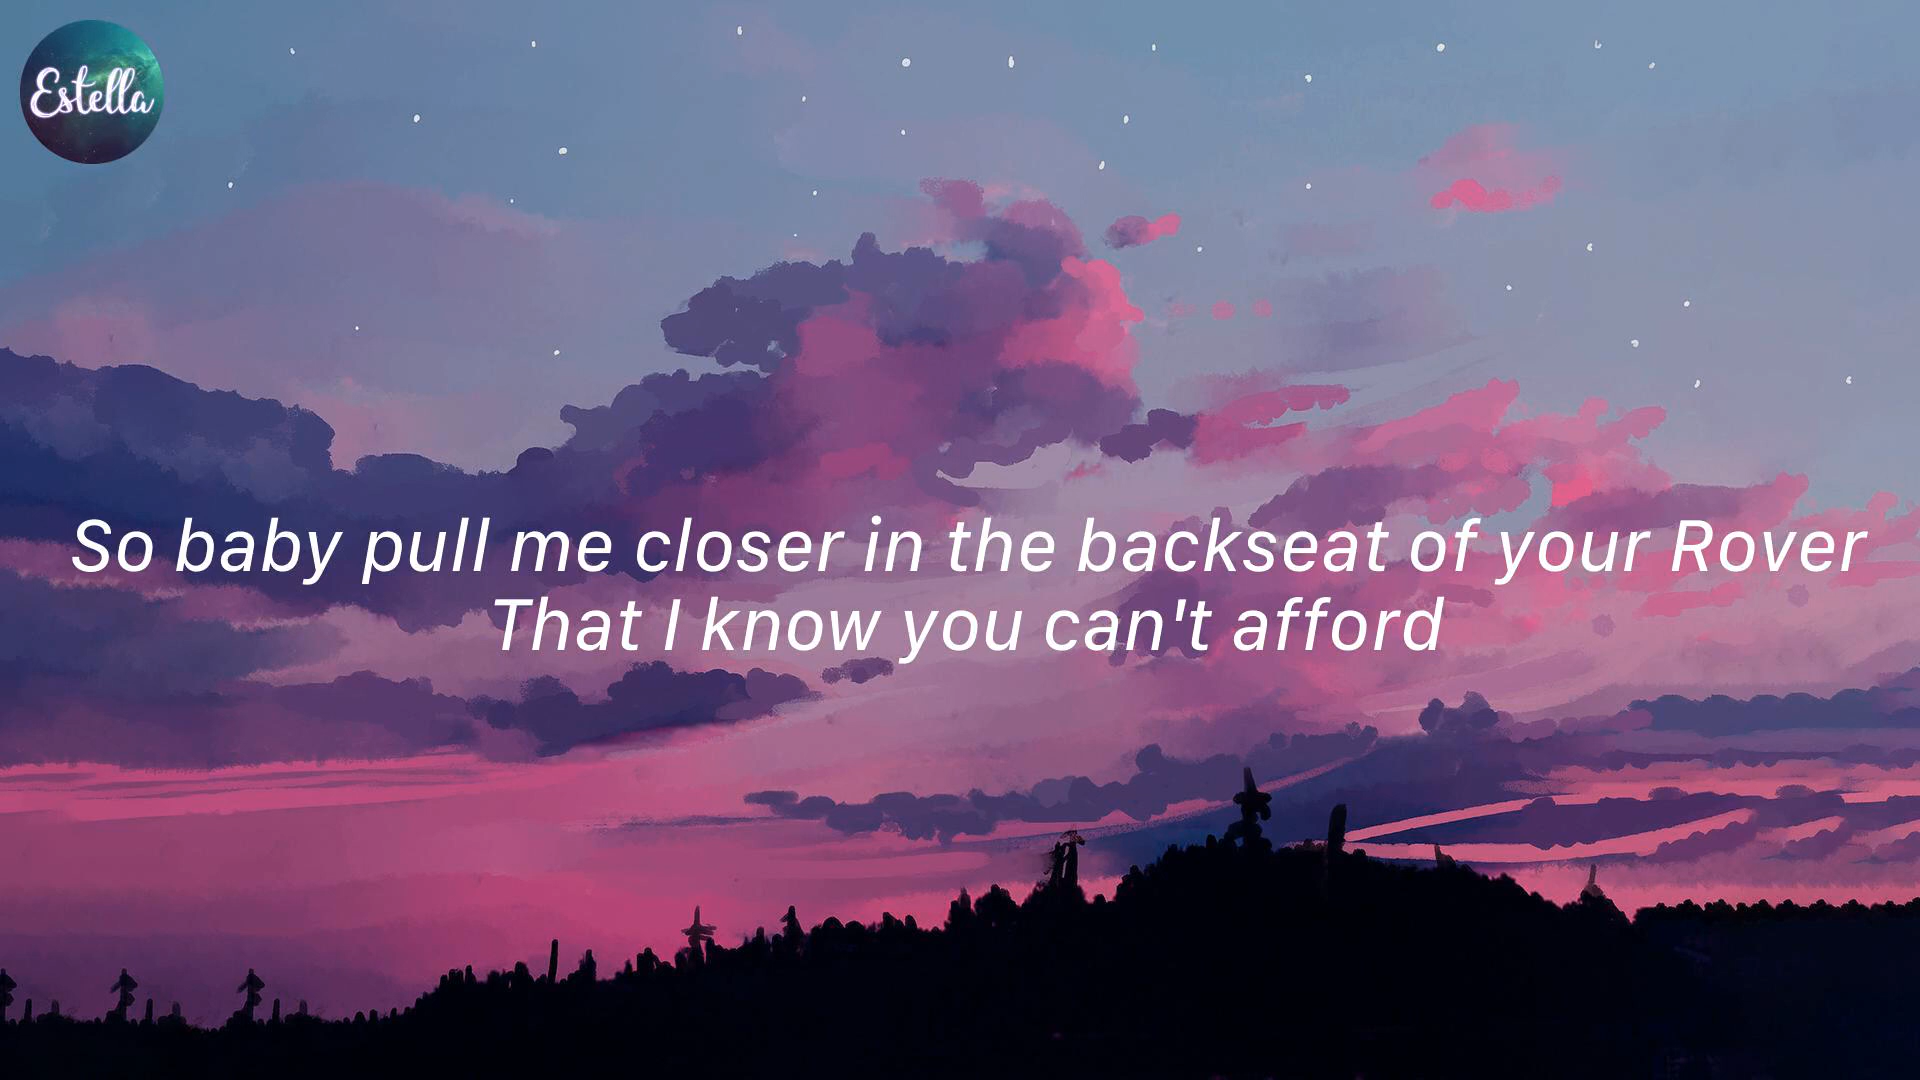 Estella
So baby pull me closer in the backseat of your Rover
That I know you can't afford